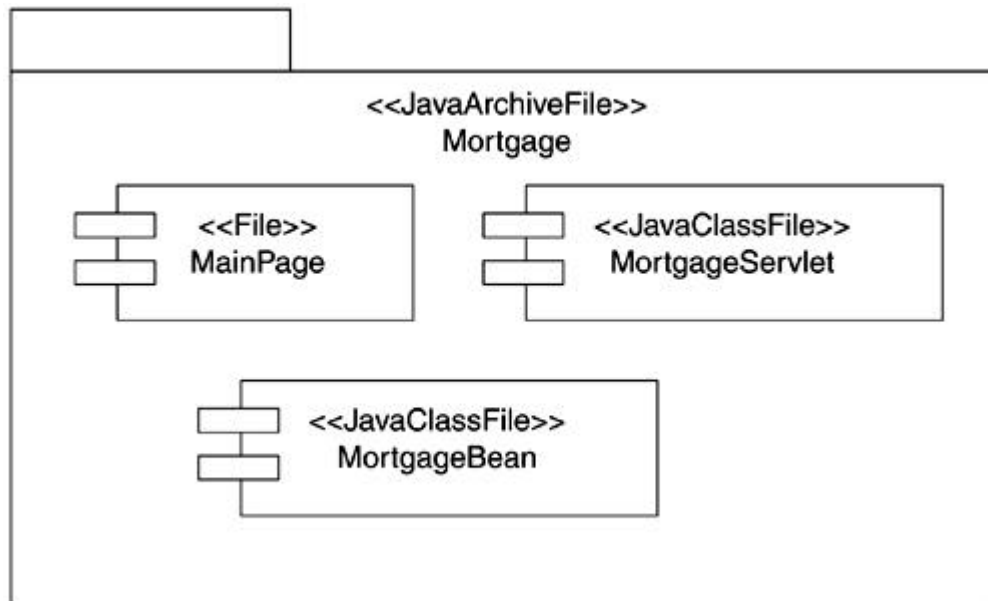 <<JavaArchiveFile>>
Mortgage
<<File>>
MainPage
<<JavaClassFile>>
MortgageServlet
<<JavaClassFile>>
MortgageBean